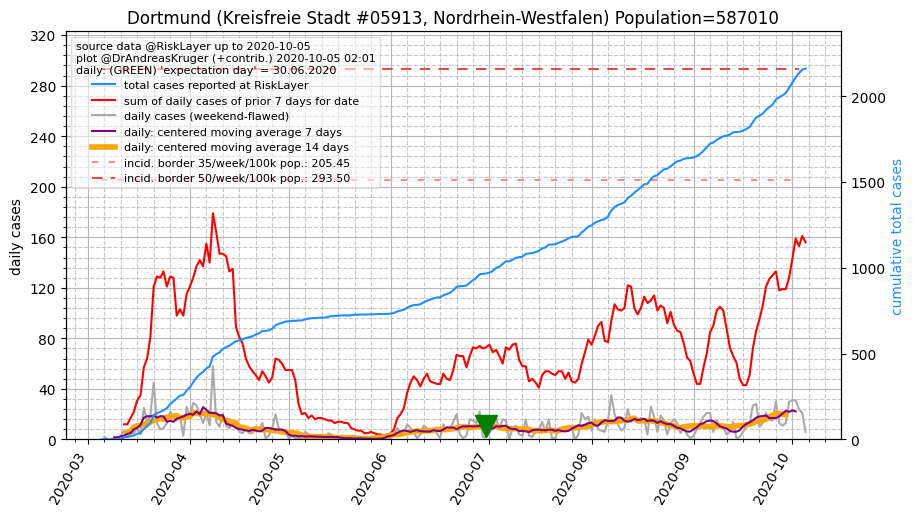 Dortmund (Kreisfreie Stadt #05913, Nordrhein-Westfalen) Population=587010
source data @RiskLayer up to 2020-10-05
plot @DrAndreasKruger (+contrib.) 2020-10-05 02:01
daily: (GREEN) 'expectation day' = 30.06.2020
total cases reported at RiskLayer
sum of daily cases of prior 7 days for date
daily cases (weekend-flawed)
daily: centered moving average 7 days
daily: centered moving average 14 days
incid. border 35/week/100k pop.: 205.45
incid. border 50/week/100k pop.: 293.50
daily cases
320
280
240
200
160
120
80
40
0
cumulative total cases
2000
1500
1000
500
0
2020-03
2020-04
2020-05
2020-06
2020-07
2020-08
2020-09
2020-10